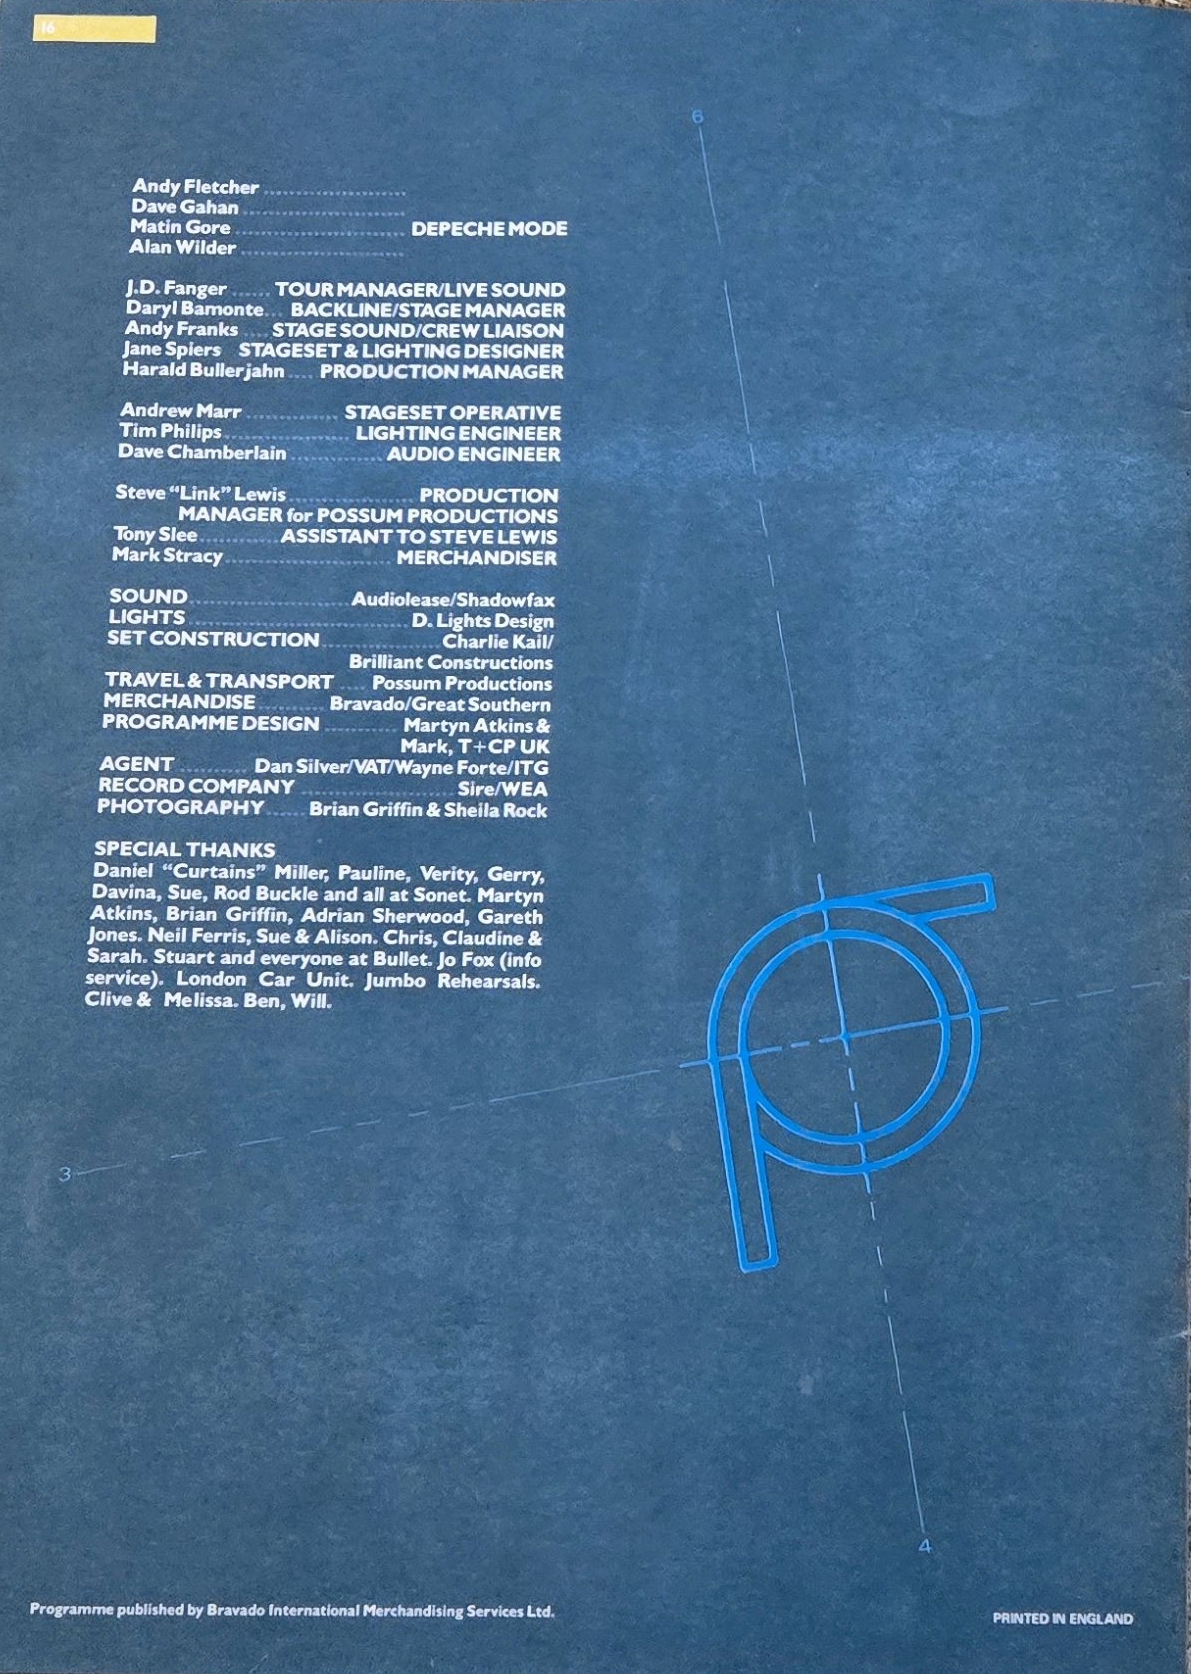 16
6
Andy Fletcher ........................
Dave Gahan ............................
Matin Gore ............................ DEPECHE MODE
Alan Wilder ............................
J.D. Fanger ...... TOUR MANAGER/LIVE SOUND
Daryl Bamonte... BACKLINE/STAGE MANAGER
Andy Franks .... STAGE SOUND/CREW LIAISON
Jane Spiers STAGESET & LIGHTING DESIGNER
Harald Bullerjahn .... PRODUCTION MANAGER
Andrew Marr ............... STAGESET OPERATIVE
Tim Philips..................... LIGHTING ENGINEER
Dave Chamberlain............... AUDIO ENGINEER
Steve “Link” Lewis .................... PRODUCTION
MANAGER for POSSUM PRODUCTIONS
Tony Slee............. ASSISTANT TO STEVE LEWIS
Mark Stracy........................... MERCHANDISER
SOUND.......................... Audiolease/Shadowfax
LIGHTS.................................... D. Lights Design
SET CONSTRUCTION................... Charlie Kail/
Brilliant Constructions
TRAVEL & TRANSPORT .... Possum Productions
MERCHANDISE .......... Bravado/Great Southern
PROGRAMME DESIGN ............ Martyn Atkins &
Mark, T+CP UK
AGENT ........... Dan Silver/VAT/Wayne Forte/ITG
RECORD COMPANY ......................... Sire/WEA
PHOTOGRAPHY...... Brian Griffin & Sheila Rock
SPECIAL THANKS
Daniel “Curtains” Miller, Pauline, Verity, Gerry,
Davina, Sue, Rod Buckle and all at Sonet. Martyn
Atkins, Brian Griffin, Adrian Sherwood, Gareth
Jones. Neil Ferris, Sue & Alison. Chris, Claudine &
Sarah. Stuart and everyone at Bullet. Jo Fox (info
service). London Car Unit. Jumbo Rehearsals.
Clive & Melissa. Ben, Will.
3
4
Programme published by Bravado International Merchandising Services Ltd.
PRINTED IN ENGLAND